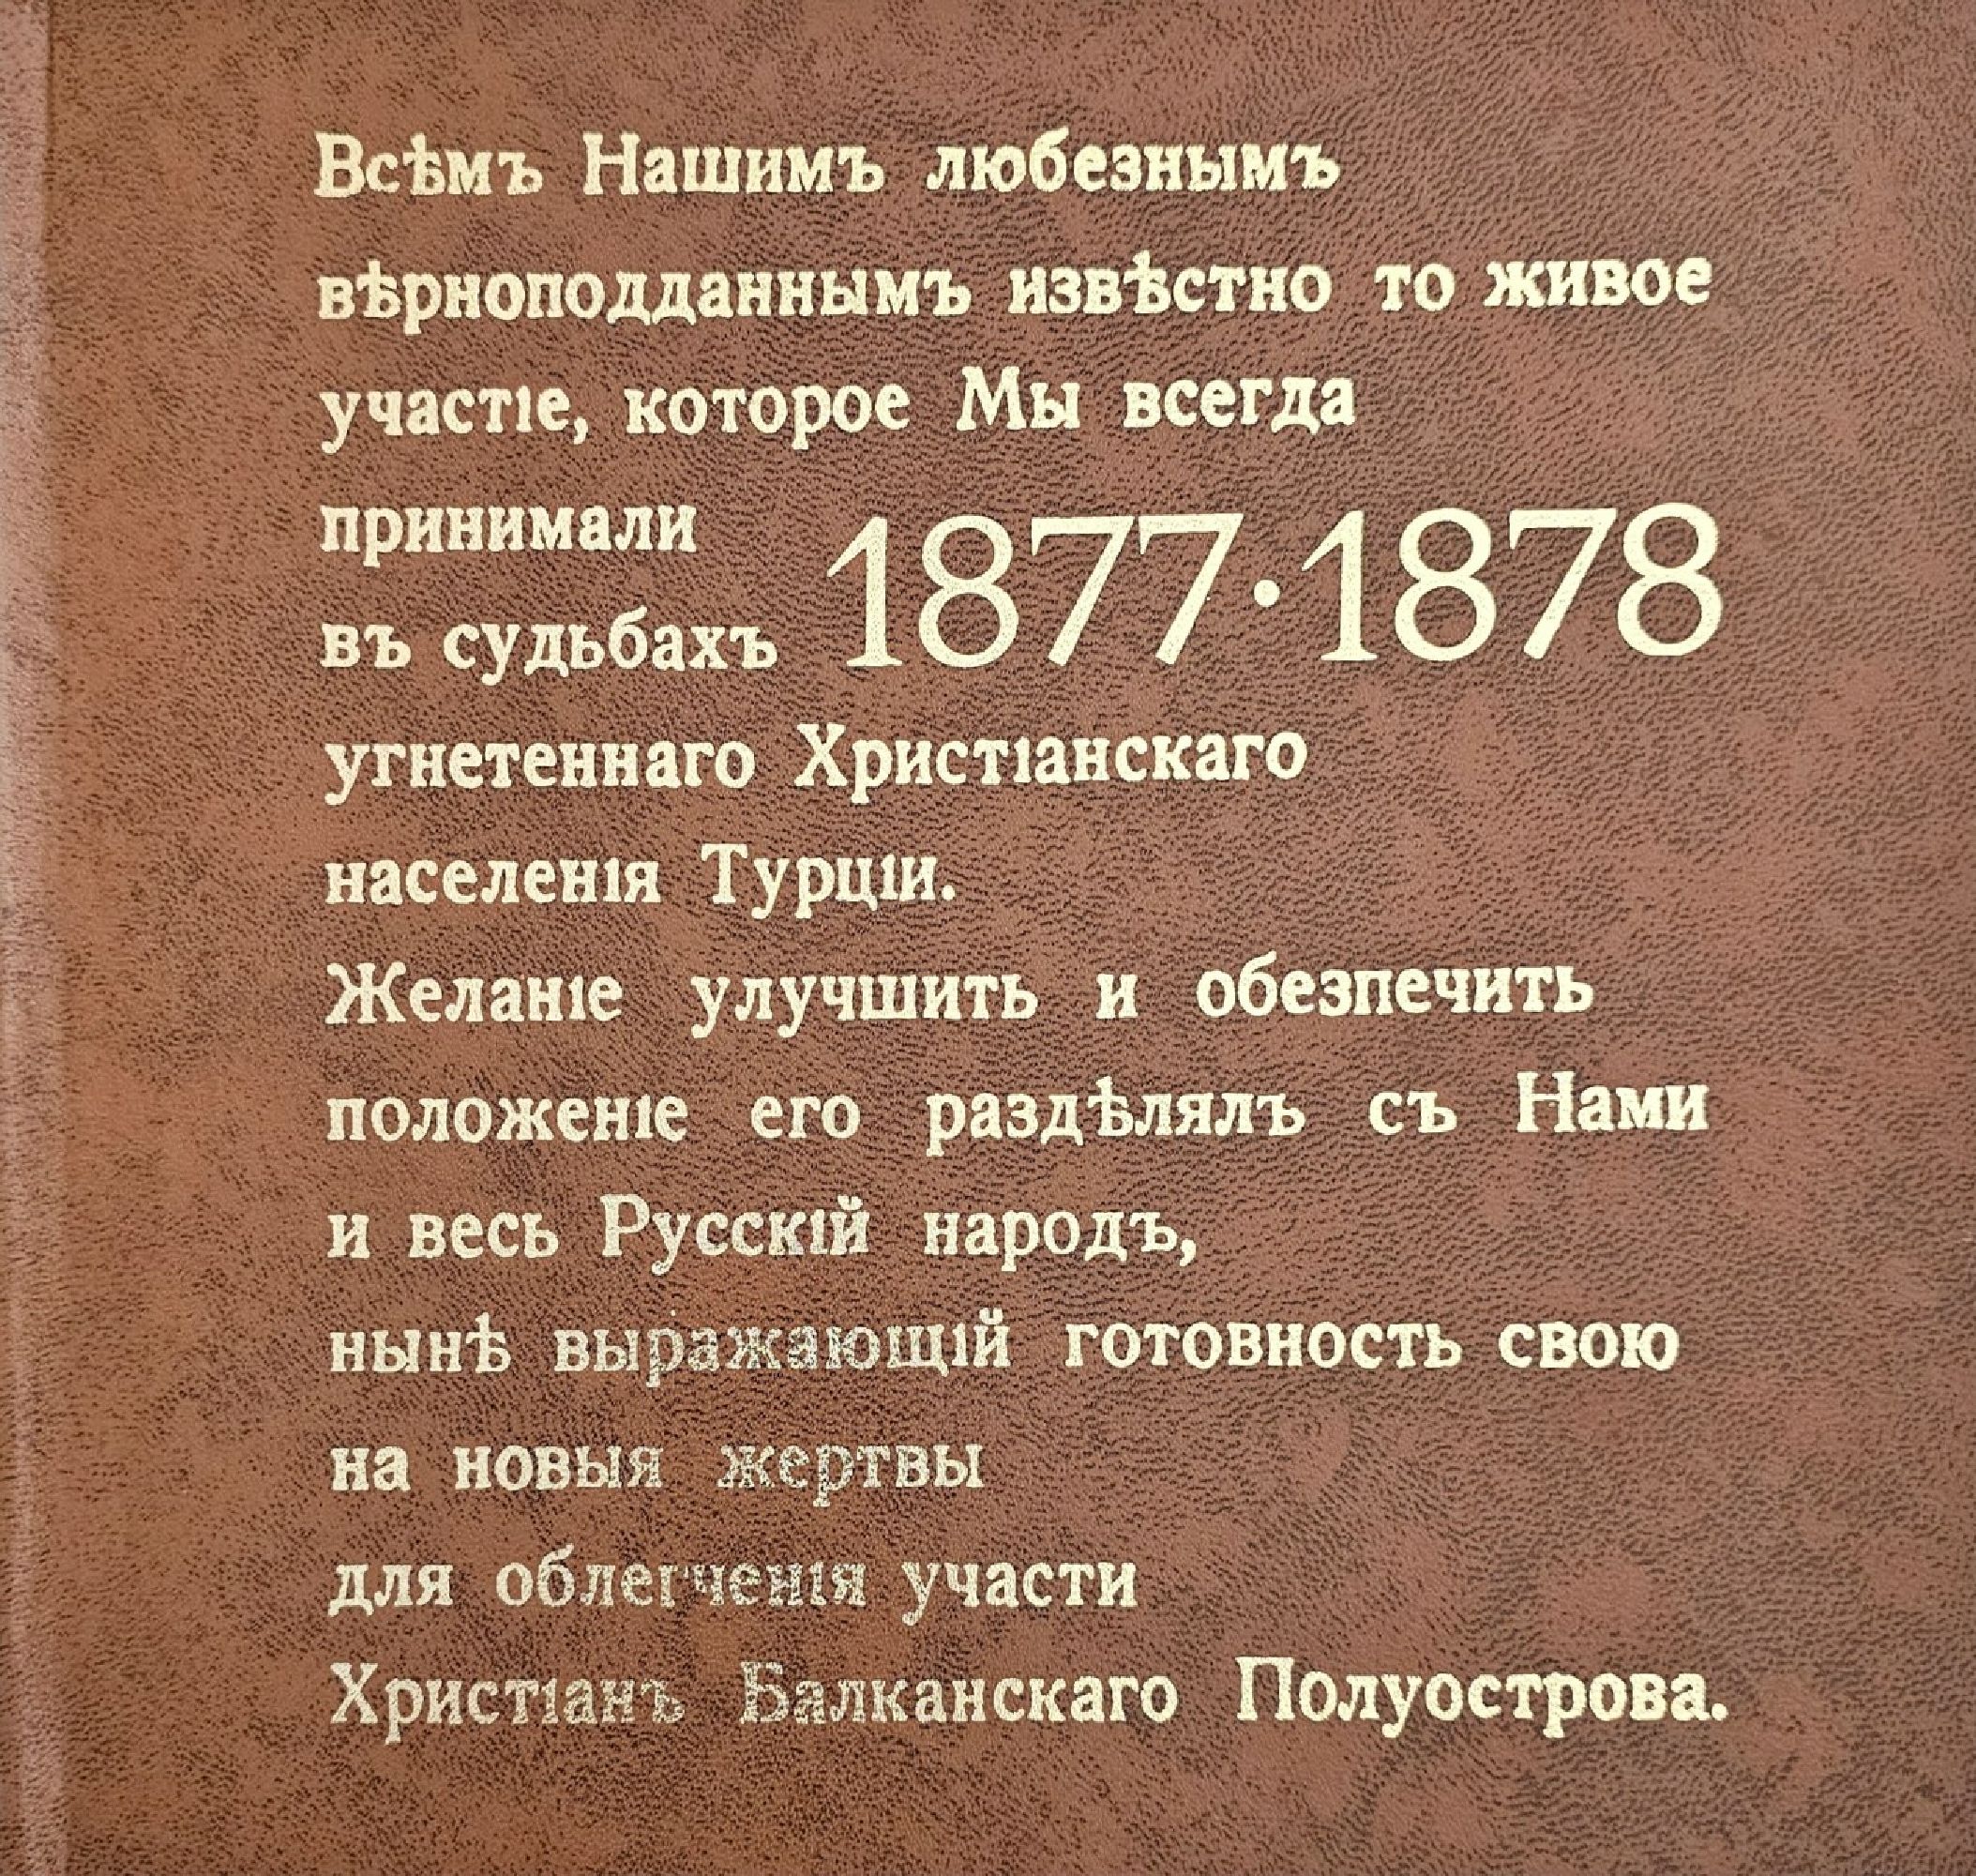 Всѣмъ Нашимъ любезнымъ
вѣрноподданнымъ извѣстно то живое
участіе, которое Мы всегда
принимали
въ судьбахъ
1877·1878
угнетеннаго Христіанскаго
населенія Турціи.
Желаніе улучшить и обезпечить
положеніе его раздѣлялъ съ Нами
и весь Русскій народъ,
нынѣ выражающій готовность свою
на новыя жертвы
для облегченія участи
Христіанъ Балканскаго Полуострова.